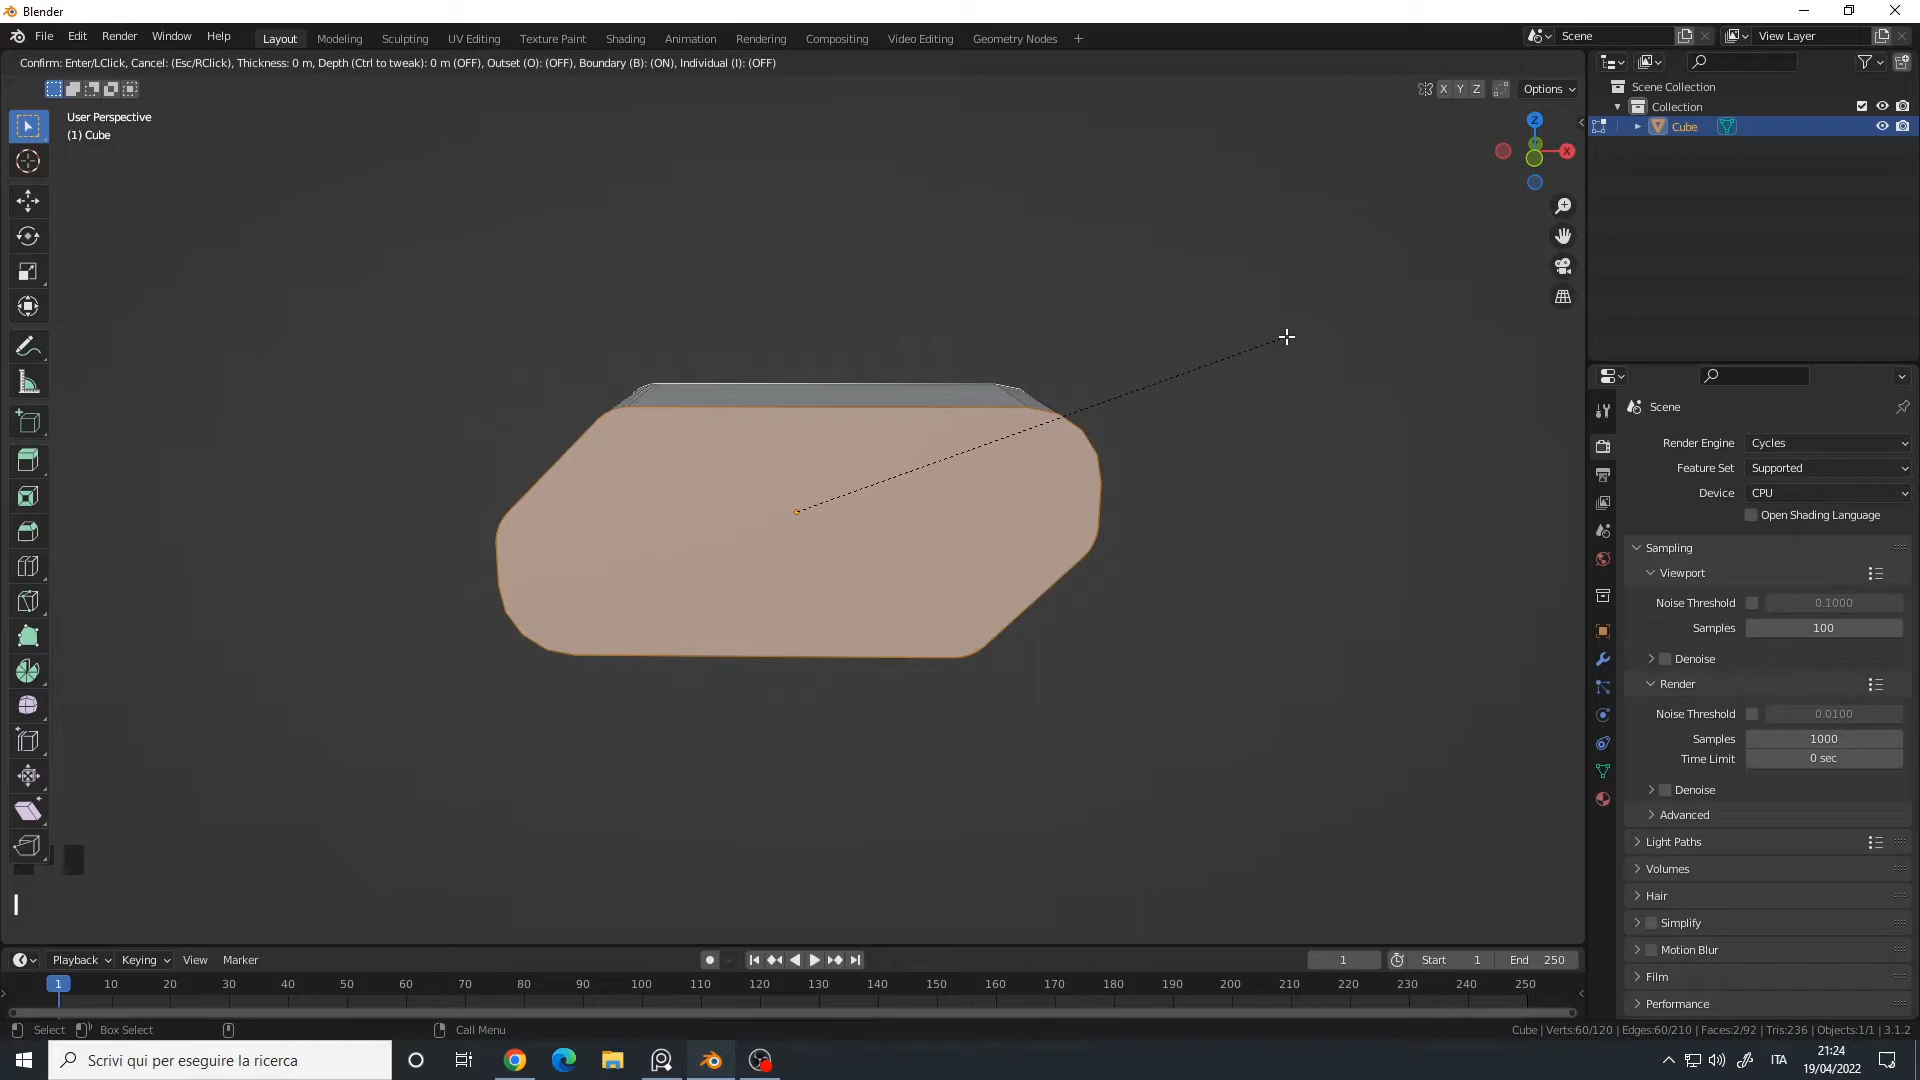 Blender
File Edit Render Window Help Layout Modeling Sculpting UV Editing Texture Paint Shading Animation Rendering Compositing Video Editing Geometry Nodes + Scene View Layer
Confirm: Enter/LClick, Cancel: (Esc/RClick), Thickness: 0 m, Depth (Ctrl to tweak): 0 m (OFF), Outset (O): (OFF), Boundary (B): (ON), Individual (I): (OFF)
X Y Z Options
User Perspective
(1) Cube
Z
X
Scene Collection
Collection
Cube
Scene
Render Engine Cycles
Feature Set Supported
Device CPU
Open Shading Language
Sampling
Viewport
Noise Threshold 0.1000
Samples 100
Denoise
Render
Noise Threshold 0.0100
Samples 1000
Time Limit 0 sec
Denoise
Advanced
Light Paths
Volumes
Hair
Simplify
Motion Blur
Film
Performance
I
Playback Keying View Marker 1 Start 1 End 250
1 10 20 30 40 50 60 70 80 90 100 110 120 130 140 150 160 170 180 190 200 210 220 230 240 250
Select Box Select Call Menu Cube | Verts:60/120 | Edges:60/210 | Faces:2/92 | Tris:236 | Objects:1/1 | 3.1.2
Scrivi qui per eseguire la ricerca ITA 21:24
19/04/2022